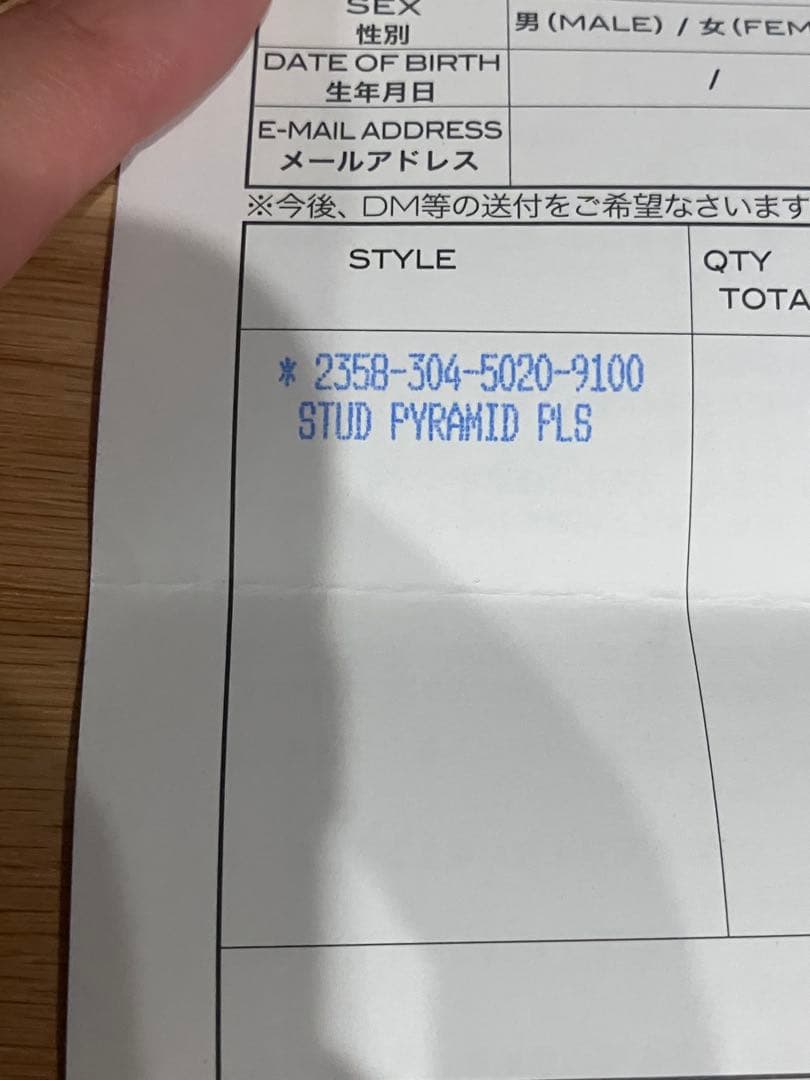 SEX
性別
男(MALE) / 女(FEM
DATE OF BIRTH
生年月日
/
E-MAIL ADDRESS
メールアドレス
※今後、DM等の送付をご希望なさいます
STYLE
QTY
TOTA
* 2358-304-5020-9100
STUD PYRAMID PLS